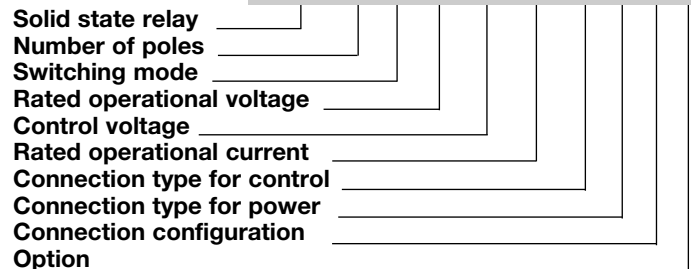 Solid state relay
Number of poles
Switching mode
Rated operational voltage
Control voltage
Rated operational current
Connection type for control
Connection type for power
Connection configuration
Option